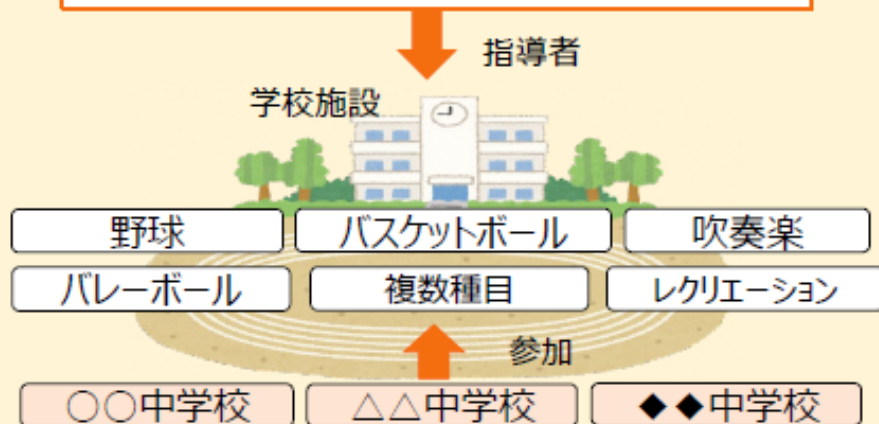 指導者
学校施設
野球 バスケットボール 吹奏楽
バレーボール 複数種目 レクリエーション
参加
○○中学校 △△中学校 ◆◆中学校